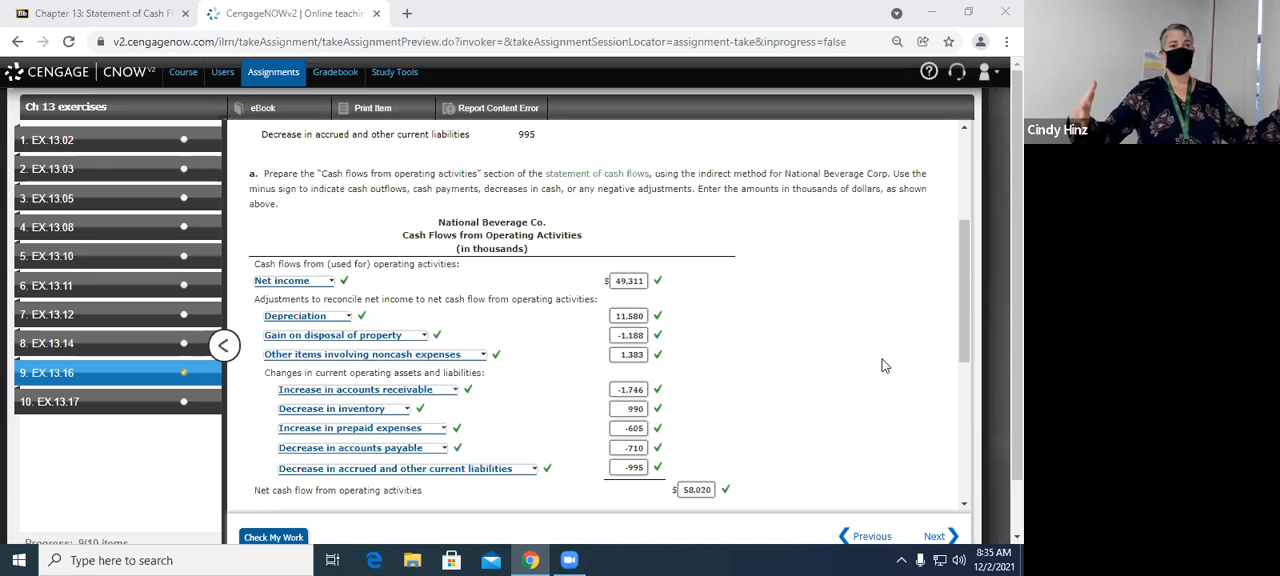 Chapter 13: Statement of Cash F
CengageNOWv2 | Online teachin
v2.cengagenow.com/ilrn/takeAssignment/takeAssignmentPreview.do?invoker=&takeAssignmentSessionLocator=assignment-take&inprogress=false
CENGAGE | CNOWV2 Course Users Assignments Gradebook Study Tools
Ch 13 exercises
eBook Print Item Report Content Error
1. EX.13.02
2. EX.13.03
3. EX.13.05
4. EX.13.08
5. EX.13.10
6. EX.13.11
7. EX.13.12
8. EX.13.14
9. EX.13.16
10. EX.13.17
Progress: 9/10 items
Decrease in accrued and other current liabilities 995
a. Prepare the "Cash flows from operating activities" section of the statement of cash flows, using the indirect method for National Beverage Corp. Use the
minus sign to indicate cash outflows, cash payments, decreases in cash, or any negative adjustments. Enter the amounts in thousands of dollars, as shown
above.
National Beverage Co.
Cash Flows from Operating Activities
(in thousands)
Cash flows from (used for) operating activities:
Net income $ 49,311
Adjustments to reconcile net income to net cash flow from operating activities:
Depreciation 11,580
Gain on disposal of property -1,188
Other items involving noncash expenses 1,383
Changes in current operating assets and liabilities:
Increase in accounts receivable -1,746
Decrease in inventory 990
Increase in prepaid expenses -605
Decrease in accounts payable -710
Decrease in accrued and other current liabilities -995
Net cash flow from operating activities $ 58,020
Check My Work Previous Next
Cindy Hinz
Type here to search
8:35 AM
12/2/2021